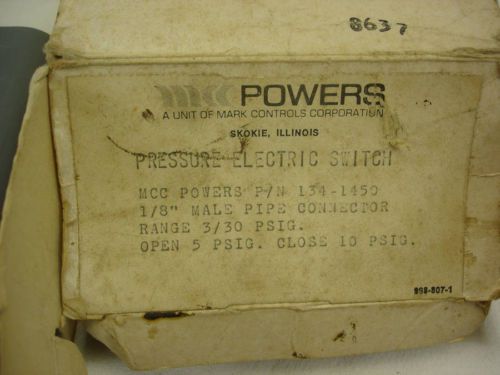 8637
mcc POWERS
A UNIT OF MARK CONTROLS CORPORATION
SKOKIE, ILLINOIS
PRESSURE ELECTRIC SWITCH
MCC POWERS P/N 134-1450
1/8" MALE PIPE CONNECTOR
RANGE 3/30 PSIG.
OPEN 5 PSIG. CLOSE 10 PSIG.
998-807-1